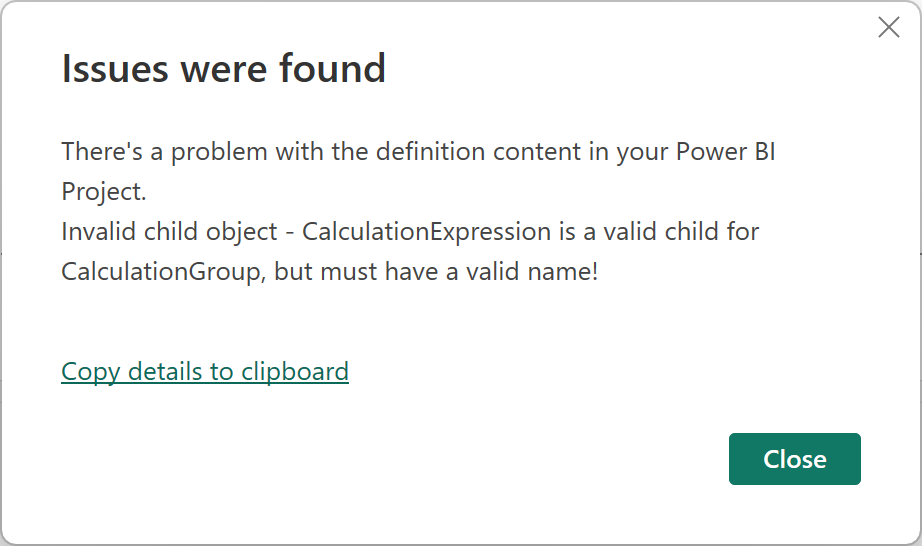 Issues were found
There's a problem with the definition content in your Power BI
Project.
Invalid child object - CalculationExpression is a valid child for
CalculationGroup, but must have a valid name!
Copy details to clipboard
Close